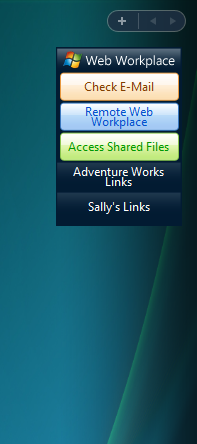 Web Workplace
Check E-Mail
Remote Web
Workplace
Access Shared Files
Adventure Works
Links
Sally's Links